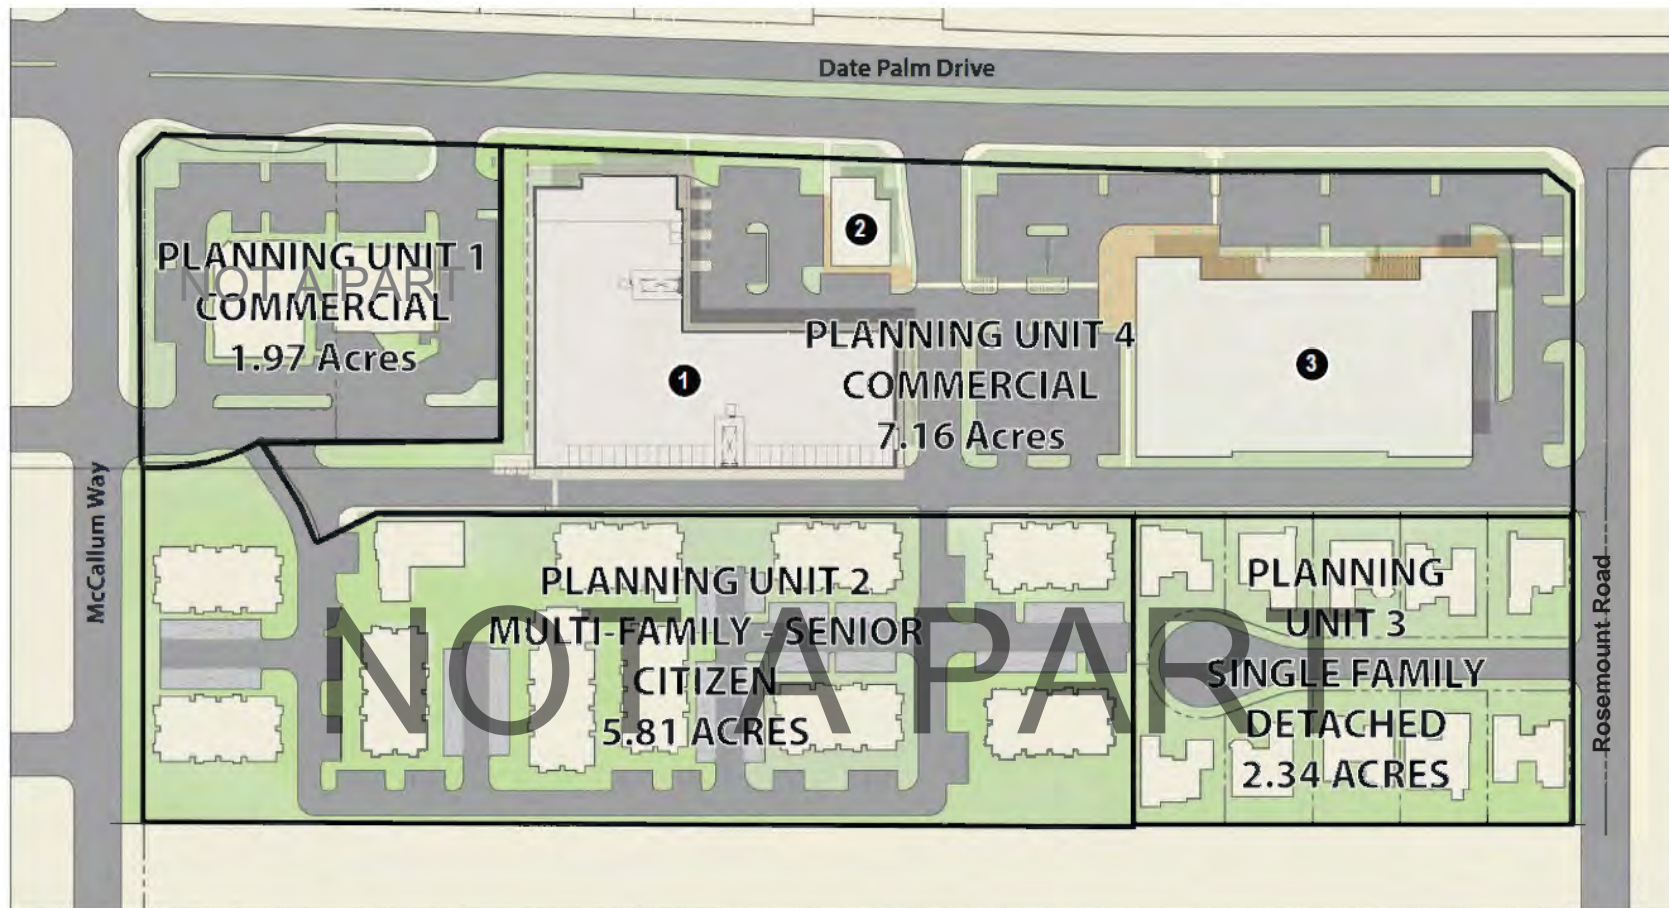 Date Palm Drive
PLANNING UNIT 1
NOT A PART
COMMERCIAL
1.97 Acres
2
1
PLANNING UNIT 4
COMMERCIAL
7.16 Acres
3
McCallum Way
PLANNING UNIT 2
MULTI-FAMILY - SENIOR
CITIZEN
5.81 ACRES
NOT A PART
PLANNING
UNIT 3
SINGLE FAMILY
DETACHED
2.34 ACRES
Rosemount Road